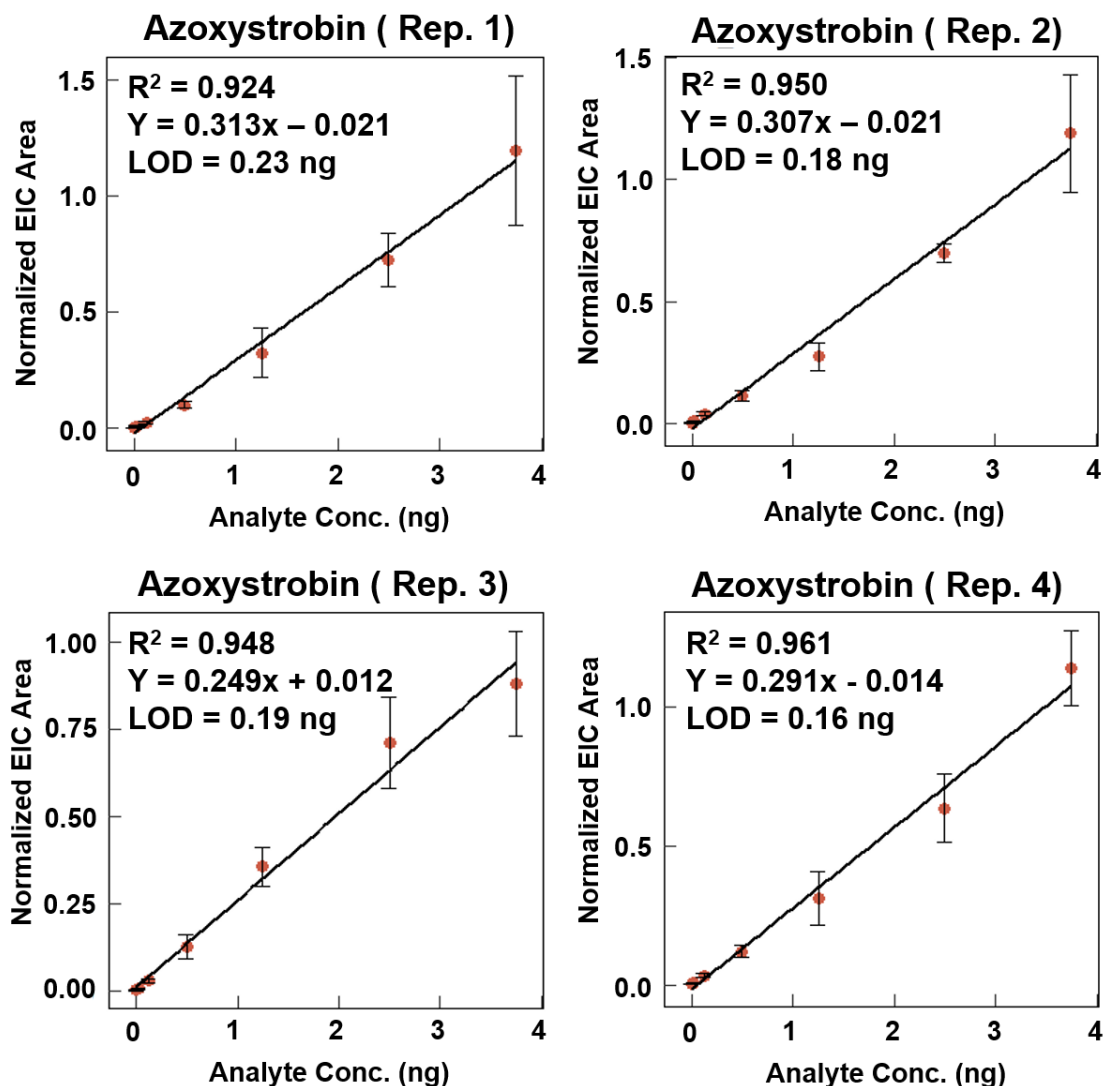 Azoxystrobin ( Rep. 1)
R² = 0.924
Y = 0.313x – 0.021
LOD = 0.23 ng
Normalized EIC Area
1.5
1.0
0.5
0.0
0 1 2 3 4
Analyte Conc. (ng)
Azoxystrobin ( Rep. 2)
R² = 0.950
Y = 0.307x – 0.021
LOD = 0.18 ng
Normalized EIC Area
1.5
1.0
0.5
0.0
0 1 2 3 4
Analyte Conc. (ng)
Azoxystrobin ( Rep. 3)
R² = 0.948
Y = 0.249x + 0.012
LOD = 0.19 ng
Normalized EIC Area
1.00
0.75
0.50
0.25
0.00
0 1 2 3 4
Analyte Conc. (ng)
Azoxystrobin ( Rep. 4)
R² = 0.961
Y = 0.291x - 0.014
LOD = 0.16 ng
Normalized EIC Area
1.0
0.5
0.0
0 1 2 3 4
Analyte Conc. (ng)